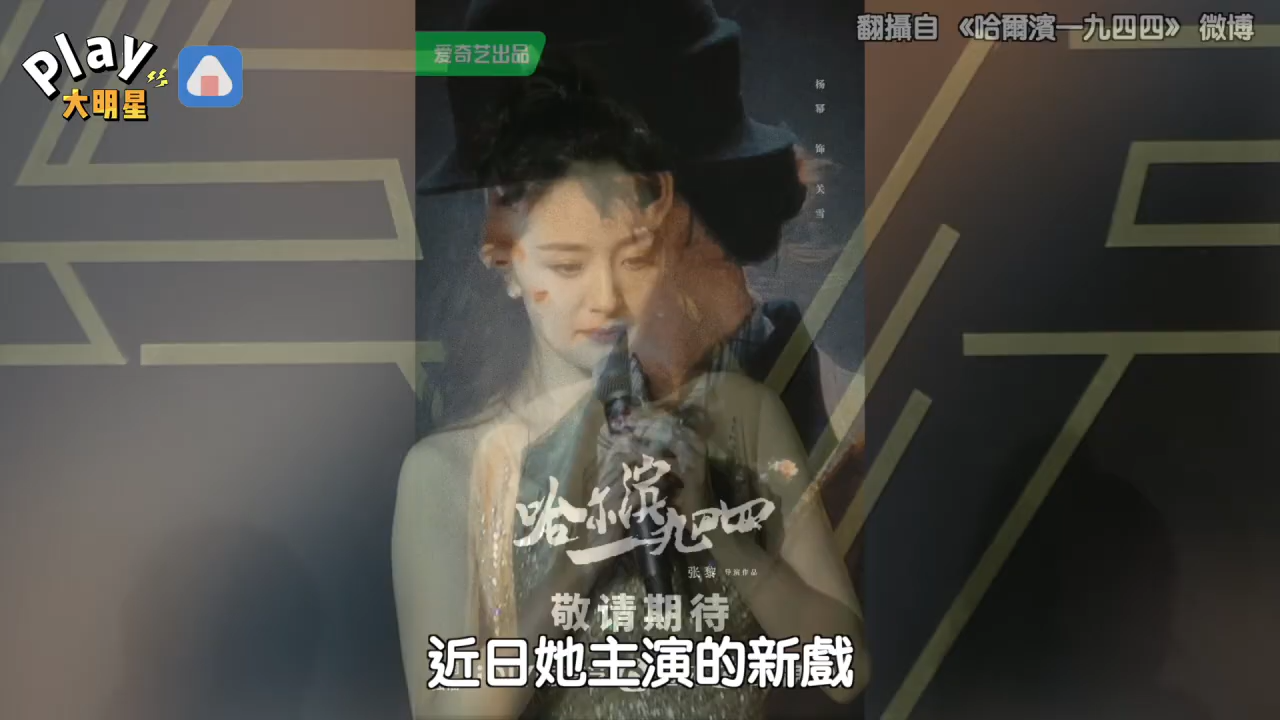 翻攝自 《哈爾濱一九四四》 微博
Play
大明星
爱奇艺出品
杨幂 饰 关雪
哈尔滨
一九四四
张黎 导演作品
敬请期待
近日她主演的新戲